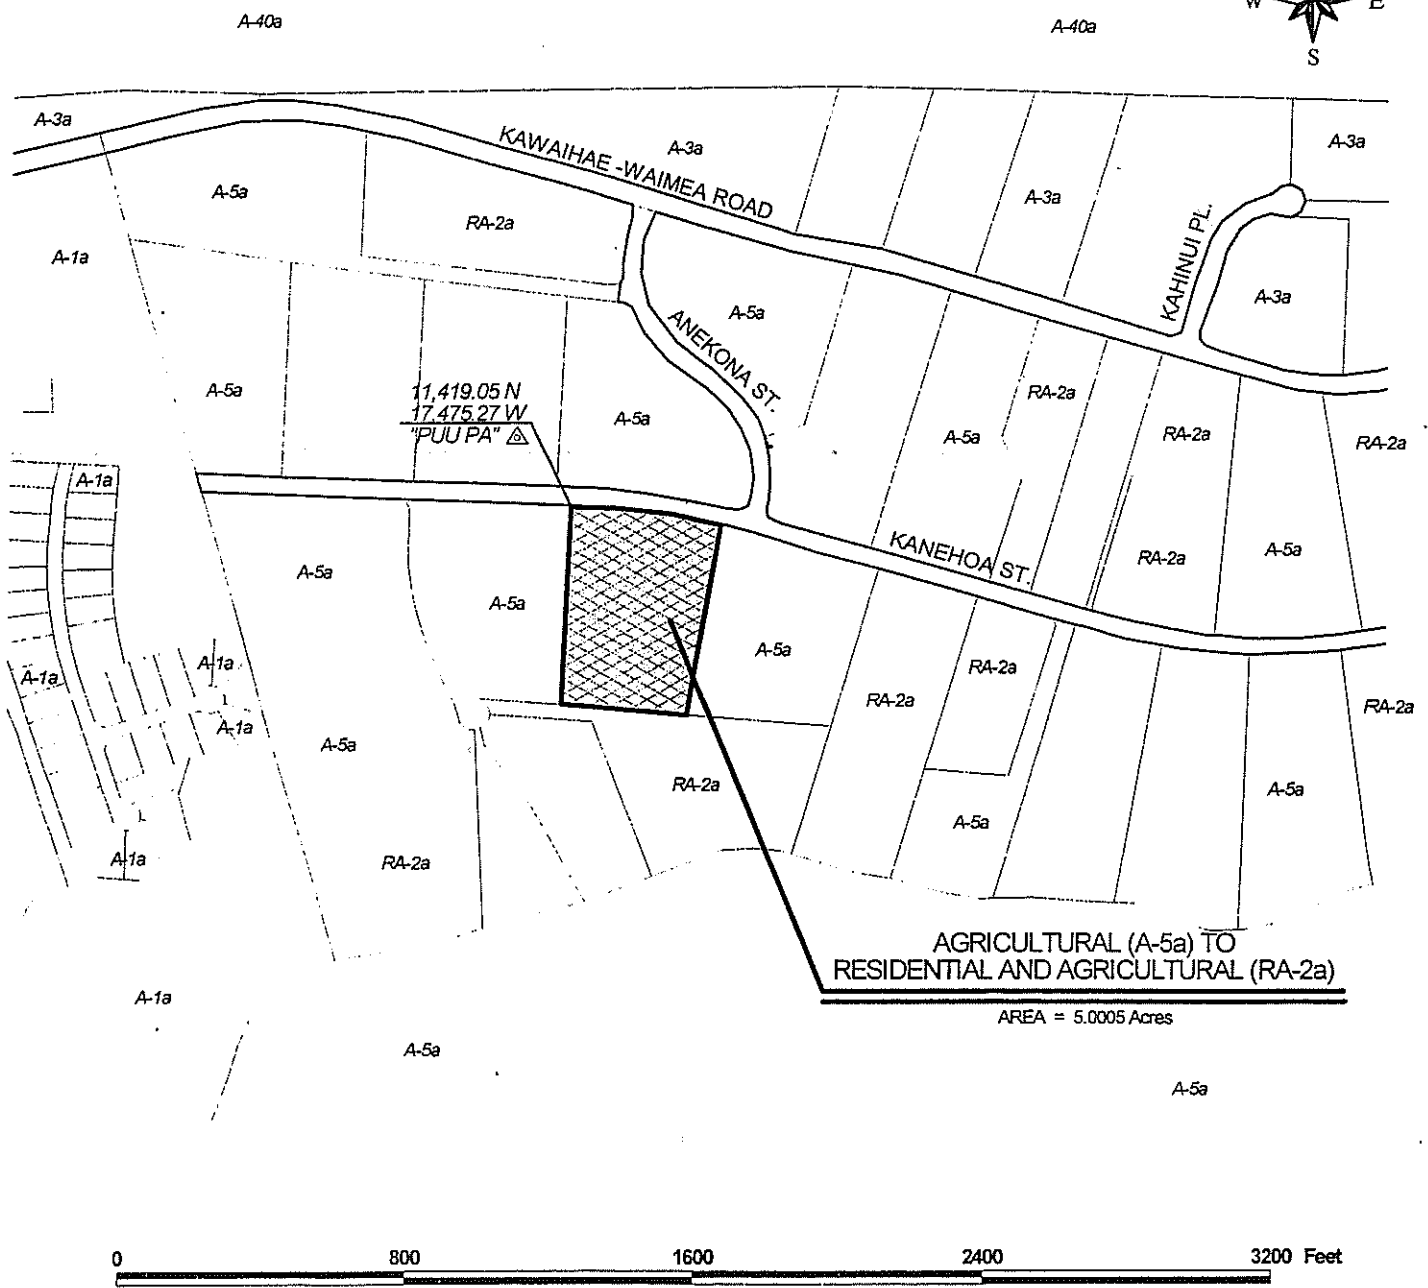 A-40a
A-40a
W
E
S
A-3a
KAWAIHAE -WAIMEA ROAD
A-3a
A-3a
A-5a
RA-2a
A-3a
KAHINUI PL.
A-1a
A-3a
ANEKONA ST.
A-5a
A-5a
11,419.05 N
17,475.27 W
"PUU PA"
A-5a
RA-2a
A-5a
RA-2a
RA-2a
A-1a
KANEHOA ST.
A-5a
A-5a
RA-2a
A-5a
A-1a
A-1a
A-5a
RA-2a
RA-2a
RA-2a
A-1a
A-5a
RA-2a
A-5a
A-5a
A-1a
RA-2a
AGRICULTURAL (A-5a) TO
RESIDENTIAL AND AGRICULTURAL (RA-2a)
AREA = 5.0005 Acres
A-1a
A-5a
A-5a
0 800 1600 2400 3200 Feet